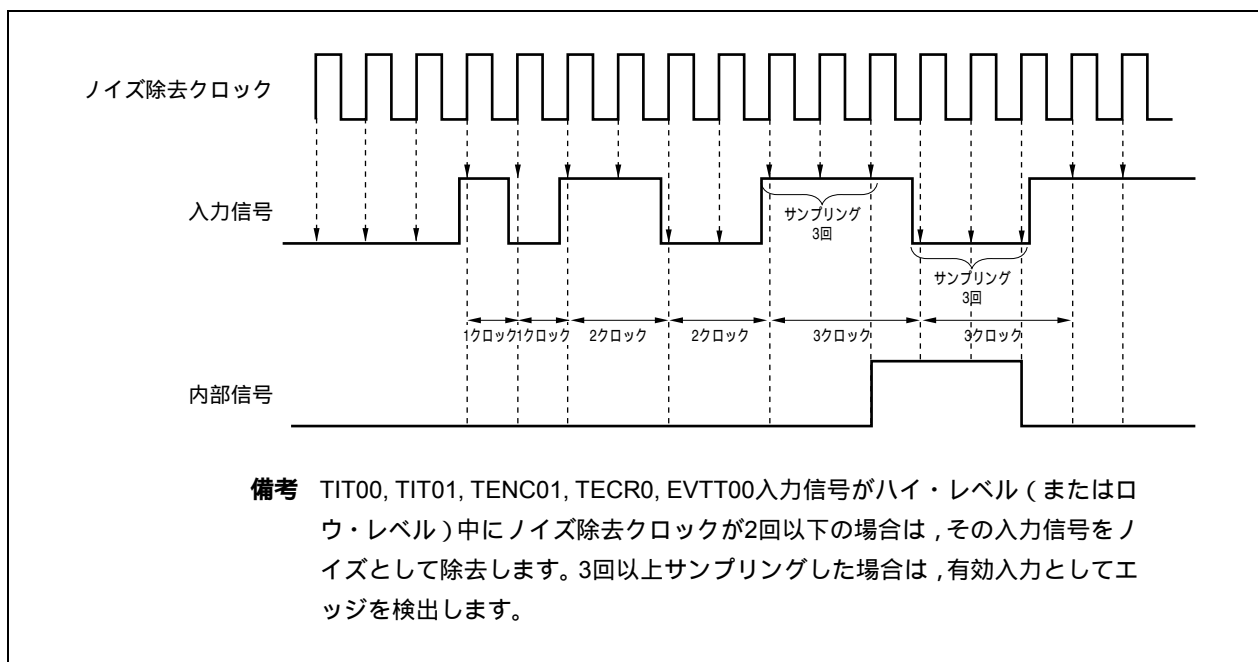 ノイズ除去クロック
入力信号
サンプリング
3回
サンプリング
3回
1クロック
1クロック
2クロック
2クロック
3クロック
3クロック
内部信号
備考 TIT00, TIT01, TENC01, TECR0, EVTT00入力信号がハイ・レベル（またはロ
ウ・レベル）中にノイズ除去クロックが2回以下の場合は，その入力信号をノ
イズとして除去します。3回以上サンプリングした場合は，有効入力としてエ
ッジを検出します。